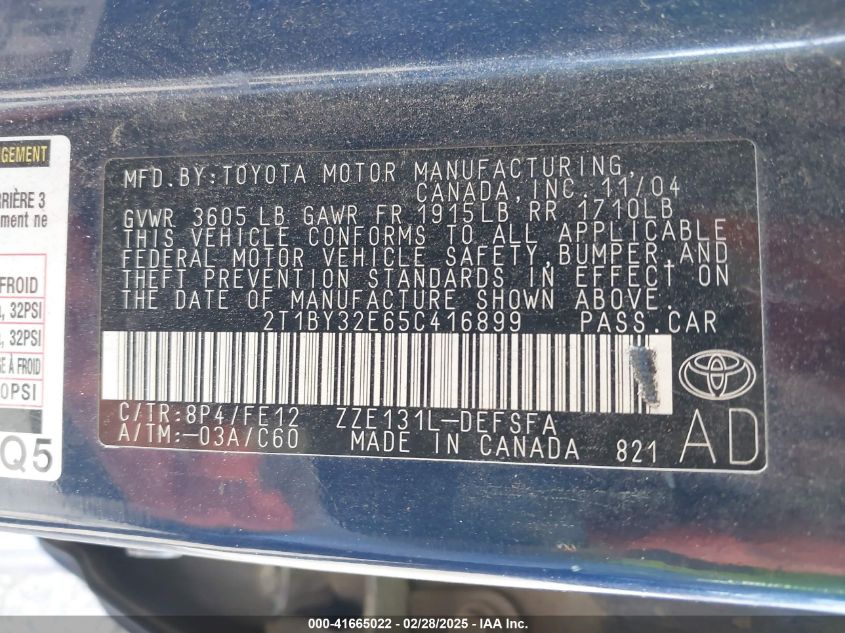 GEMENT
RRIÈRE 3
ment ne
FROID
, 32PSI
, 32PSI
E À FROID
0PSI
Q5
MFD.BY:TOYOTA MOTOR MANUFACTURING,
CANADA,INC. 11/04
GVWR 3605 LB GAWR FR 1915LB RR 1710LB
THIS VEHICLE CONFORMS TO ALL APPLICABLE
FEDERAL MOTOR VEHICLE SAFETY,BUMPER,AND
THEFT PREVENTION STANDARDS IN EFFECT ON
THE DATE OF MANUFACTURE SHOWN ABOVE.
2T1BY32E65C416899 PASS.CAR
C/TR:8P4/FE12 ZZE131L-DEFSFA
A/TM:-03A/C60 MADE IN CANADA 821
AD
000-41665022 - 02/28/2025 - IAA Inc.